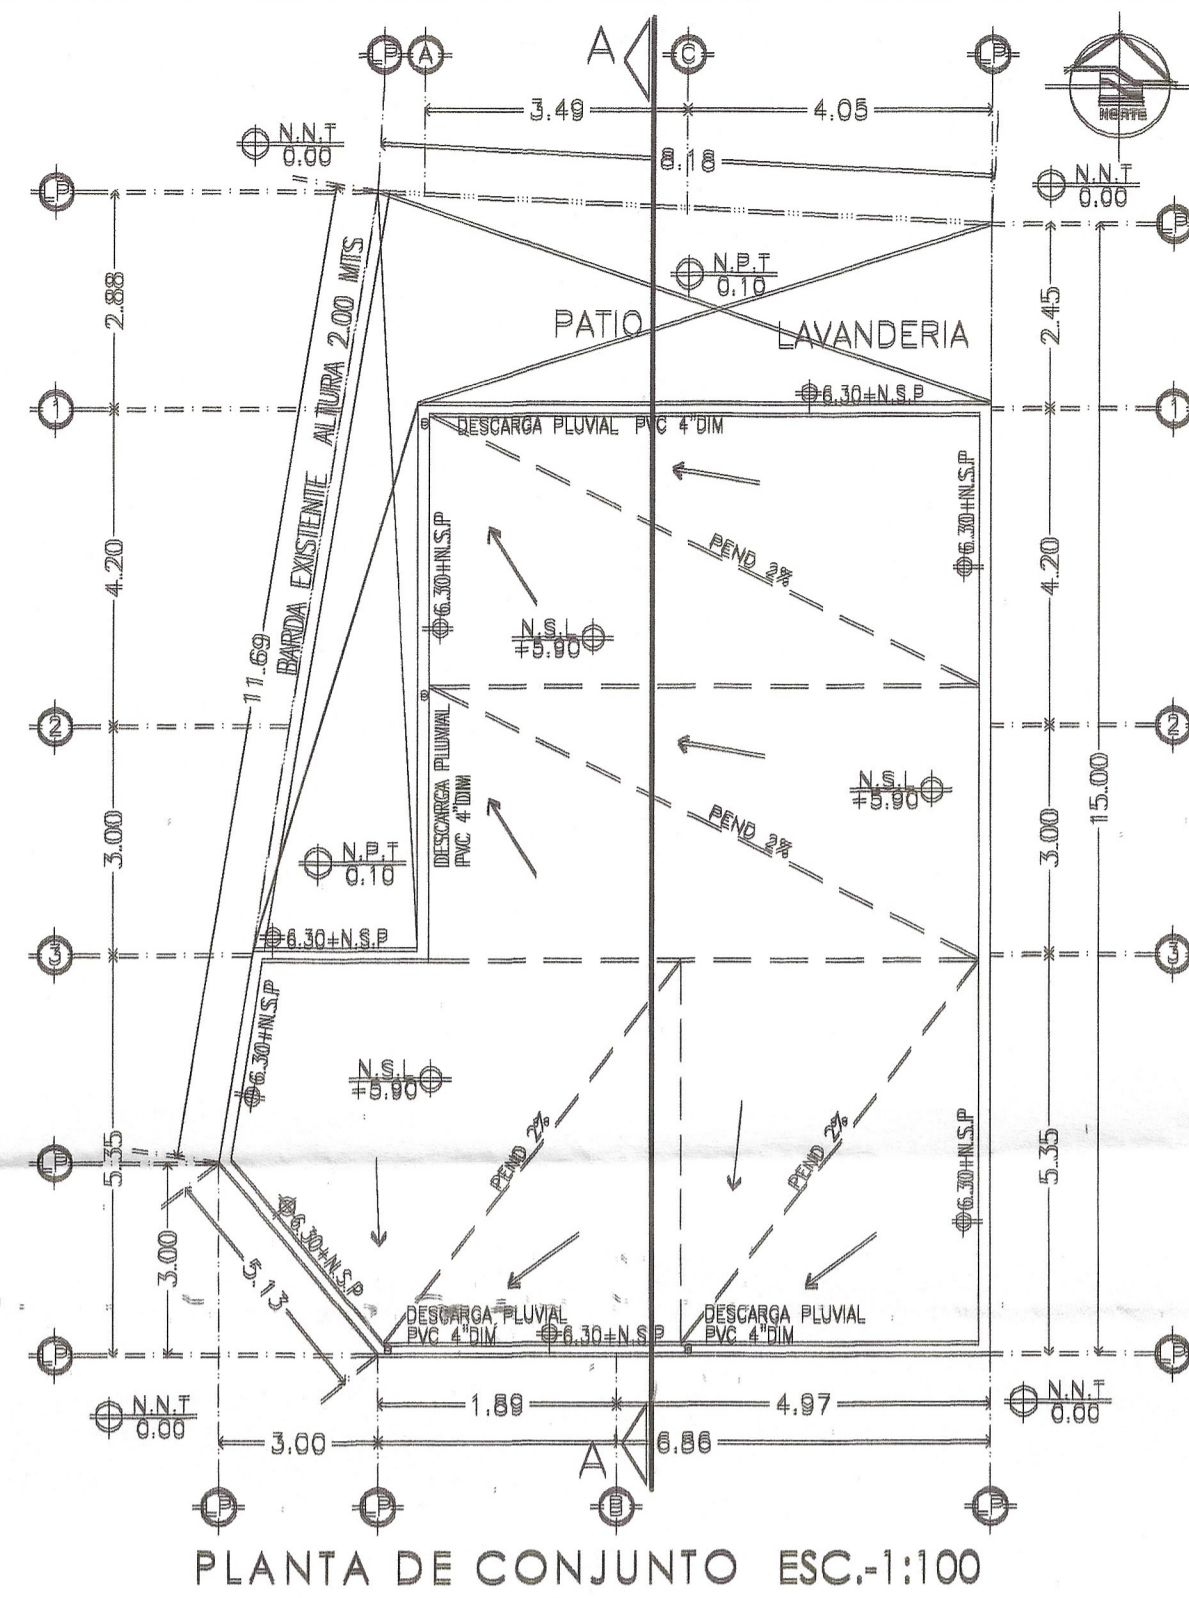 LP A A C LP
3.49 4.05
NORTE
N.N.T
0.00
8.18
N.N.T
0.00
LP
LP
N.P.T
0.10
2.88
BARDA EXISTENTE ALTURA 2.00 MTS
2.45
PATIO LAVANDERIA
6.30+N.S.P
1
1
DESCARGA PLUVIAL PVC 4"DIM
6.30+N.S.P
6.30+N.S.P
4.20
PEND 2%
4.20
N.S.L
+5.90
11.69
2
2
DESCARGA PLUVIAL
PVC 4"DIM
N.S.L
+5.90
15.00
3.00
PEND 2%
3.00
N.P.T
0.10
6.30+N.S.P
3
3
6.30+N.S.P
N.S.L
+5.90
PEND 2%
PEND 2%
6.30+N.S.P
5.35
5.35
LP
3.00
5.13
6.30+N.S.P
DESCARGA PLUVIAL
PVC 4"DIM
6.30+N.S.P
DESCARGA PLUVIAL
PVC 4"DIM
LP
LP
N.N.T
0.00
1.89 4.97
N.N.T
0.00
3.00 6.86
A
LP LP B LP
PLANTA DE CONJUNTO ESC.-1:100